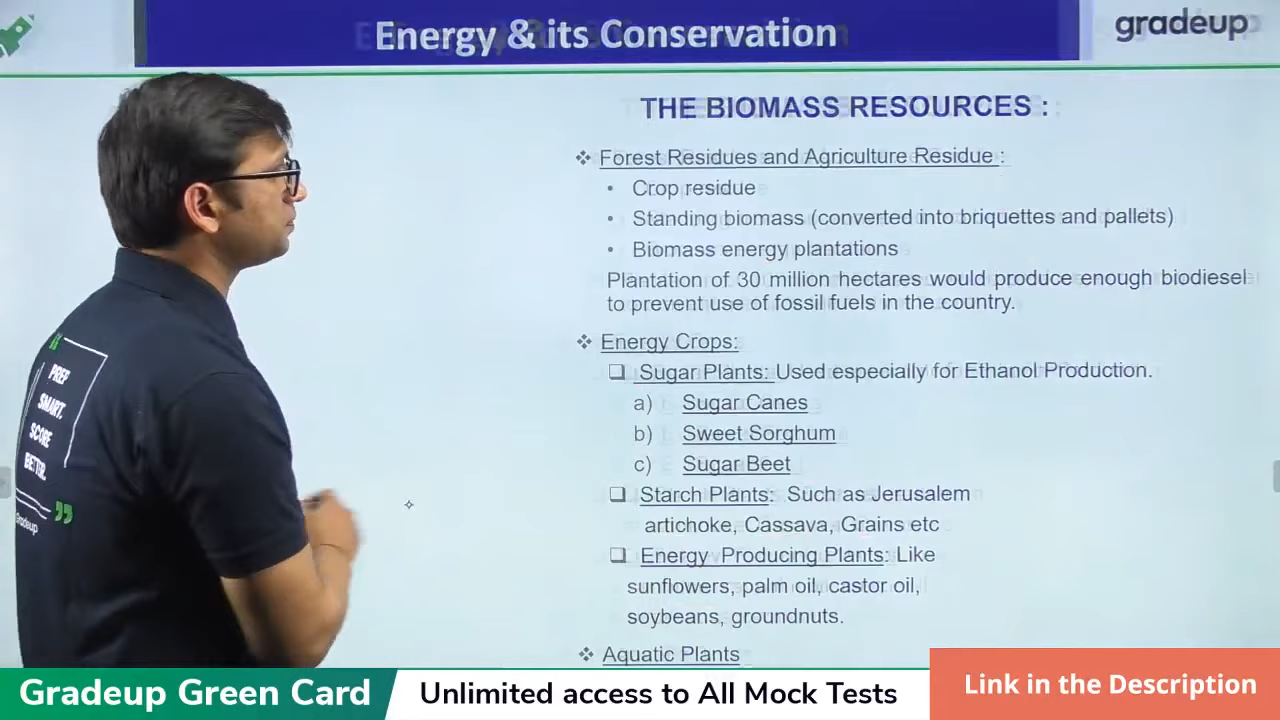 Energy & its Conservation
gradeup
THE BIOMASS RESOURCES :
❖ Forest Residues and Agriculture Residue :
• Crop residue
• Standing biomass (converted into briquettes and pallets)
• Biomass energy plantations
Plantation of 30 million hectares would produce enough biodiesel
to prevent use of fossil fuels in the country.
❖ Energy Crops:
❑ Sugar Plants: Used especially for Ethanol Production.
a) Sugar Canes
b) Sweet Sorghum
c) Sugar Beet
❑ Starch Plants: Such as Jerusalem
artichoke, Cassava, Grains etc
❑ Energy Producing Plants: Like
sunflowers, palm oil, castor oil,
soybeans, groundnuts.
❖ Aquatic Plants
PREP
SMART.
SCORE
BETTER.
Gradeup
Gradeup Green Card
Unlimited access to All Mock Tests
Link in the Description